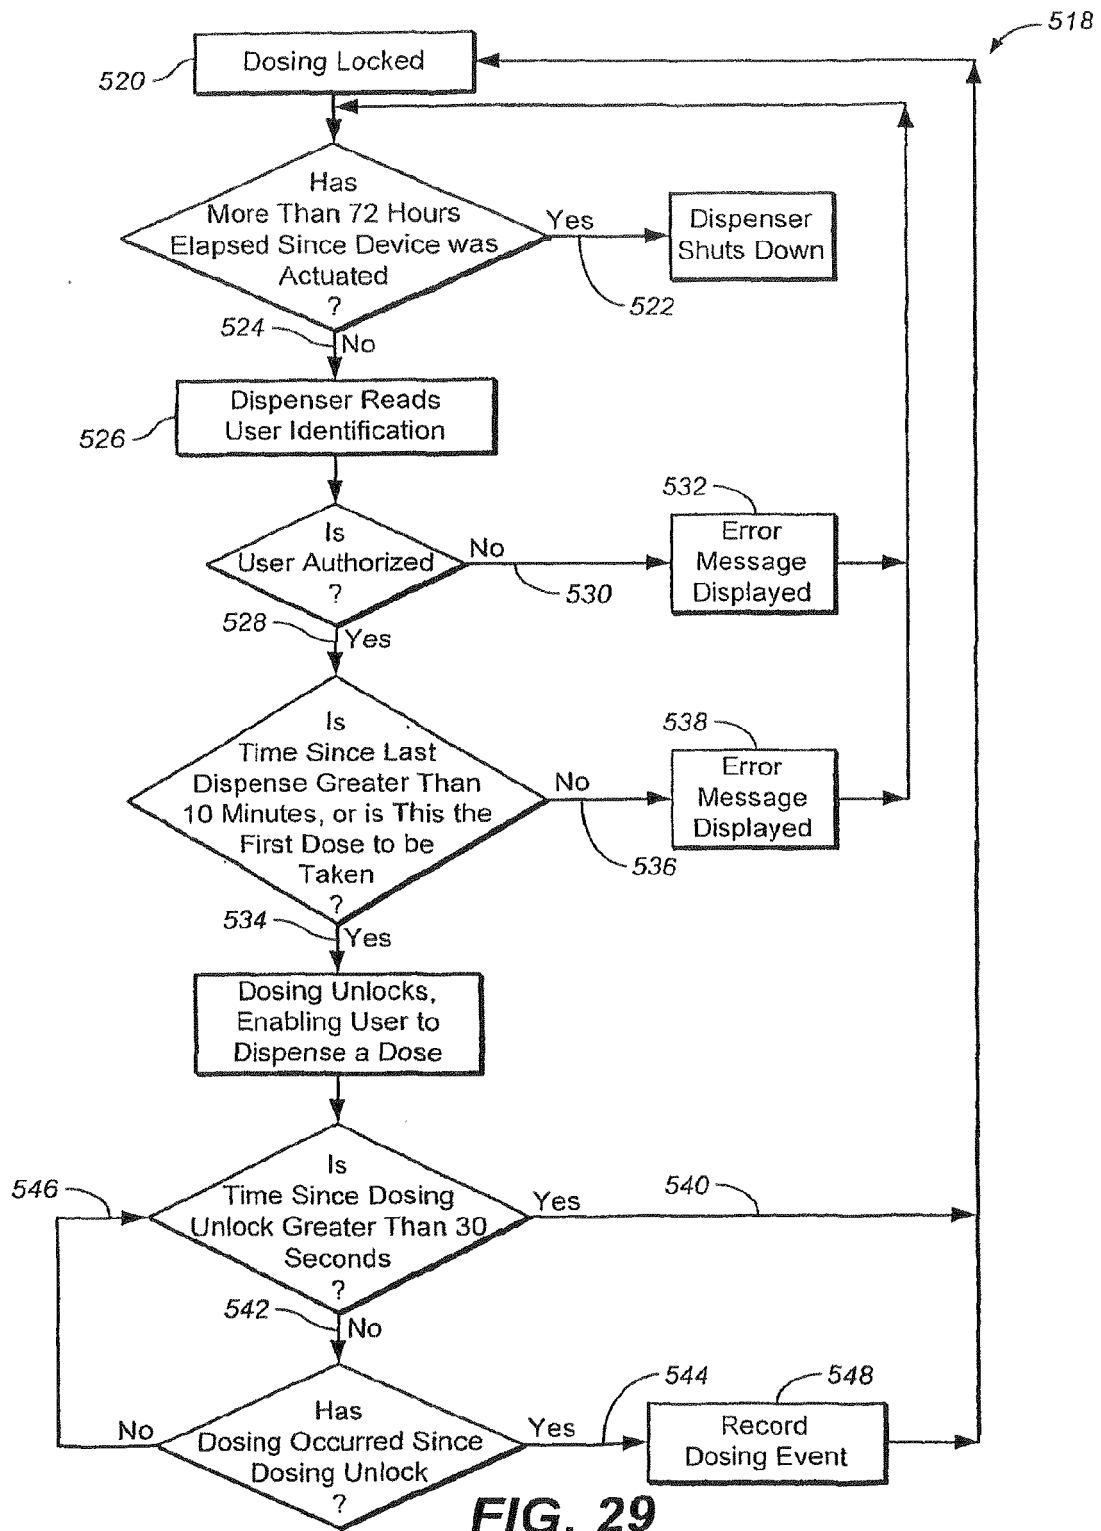 518
Dosing Locked
520
Has
More Than 72 Hours
Elapsed Since Device was
Actuated
?
Yes
522
Dispenser
Shuts Down
524
No
Dispenser Reads
User Identification
526
Is
User Authorized
?
No
530
532
Error
Message
Displayed
528
Yes
Is
Time Since Last
Dispense Greater Than
10 Minutes, or is This the
First Dose to be
Taken
?
No
536
538
Error
Message
Displayed
534
Yes
Dosing Unlocks,
Enabling User to
Dispense a Dose
546
Is
Time Since Dosing
Unlock Greater Than 30
Seconds
?
Yes
540
542
No
Has
Dosing Occurred Since
Dosing Unlock
?
No
Yes
544
548
Record
Dosing Event
FIG. 29